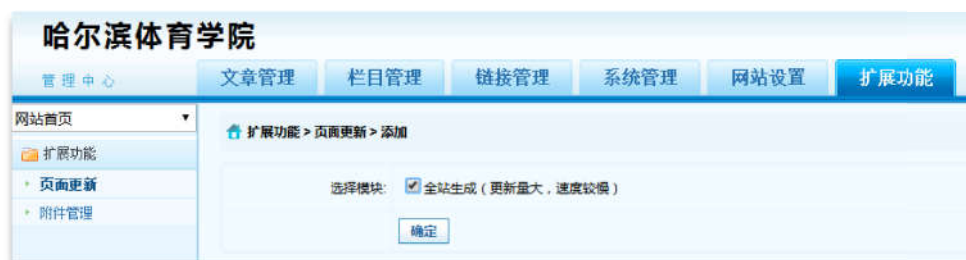 哈尔滨体育学院
管理中心
文章管理 栏目管理 链接管理 系统管理 网站设置 扩展功能
网站首页
扩展功能 > 页面更新 > 添加
扩展功能
页面更新
附件管理
选择模块: 全站生成（更新量大，速度较慢）
确定